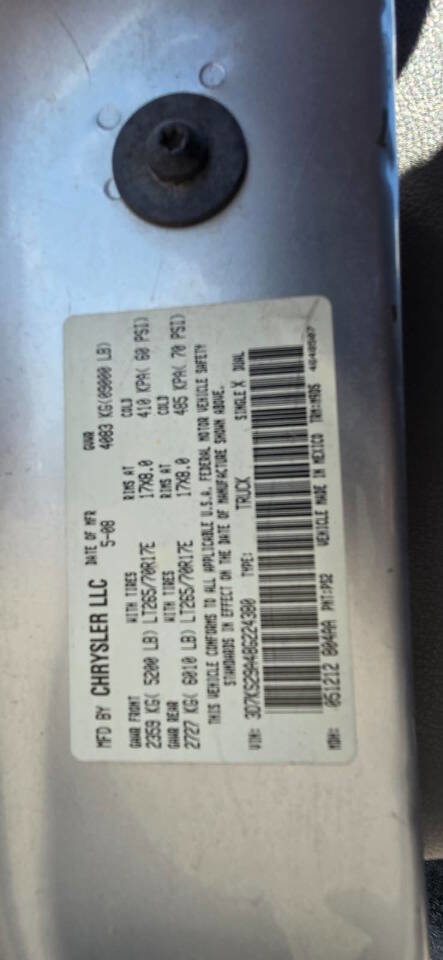 MFD BY CHRYSLER LLC DATE OF MFR 5-08 GVWR 4083 KG(09000 LB)
GAWR FRONT WITH TIRES RIMS AT COLD
2359 KG( 5200 LB) LT265/70R17E 17X8.0 410 KPA( 60 PSI)
GAWR REAR WITH TIRES RIMS AT COLD
2727 KG( 6010 LB) LT265/70R17E 17X8.0 485 KPA( 70 PSI)
THIS VEHICLE CONFORMS TO ALL APPLICABLE U.S.A. FEDERAL MOTOR VEHICLE SAFETY
STANDARDS IN EFFECT ON THE DATE OF MANUFACTURE SHOWN ABOVE.
VIN: 3D7KS29A48G224380 TYPE: TRUCK SINGLE X DUAL
MDH: 051212 804AA PNT:PS2 VEHICLE MADE IN MEXICO TRM:M9DS